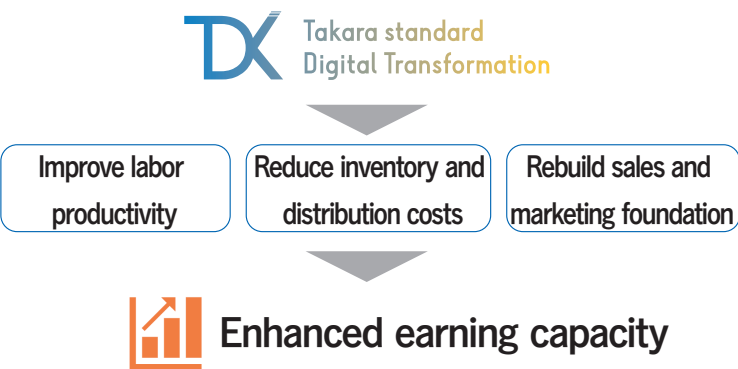 TDX Takara standard
Digital Transformation
Improve labor
productivity
Reduce inventory and
distribution costs
Rebuild sales and
marketing foundation
Enhanced earning capacity